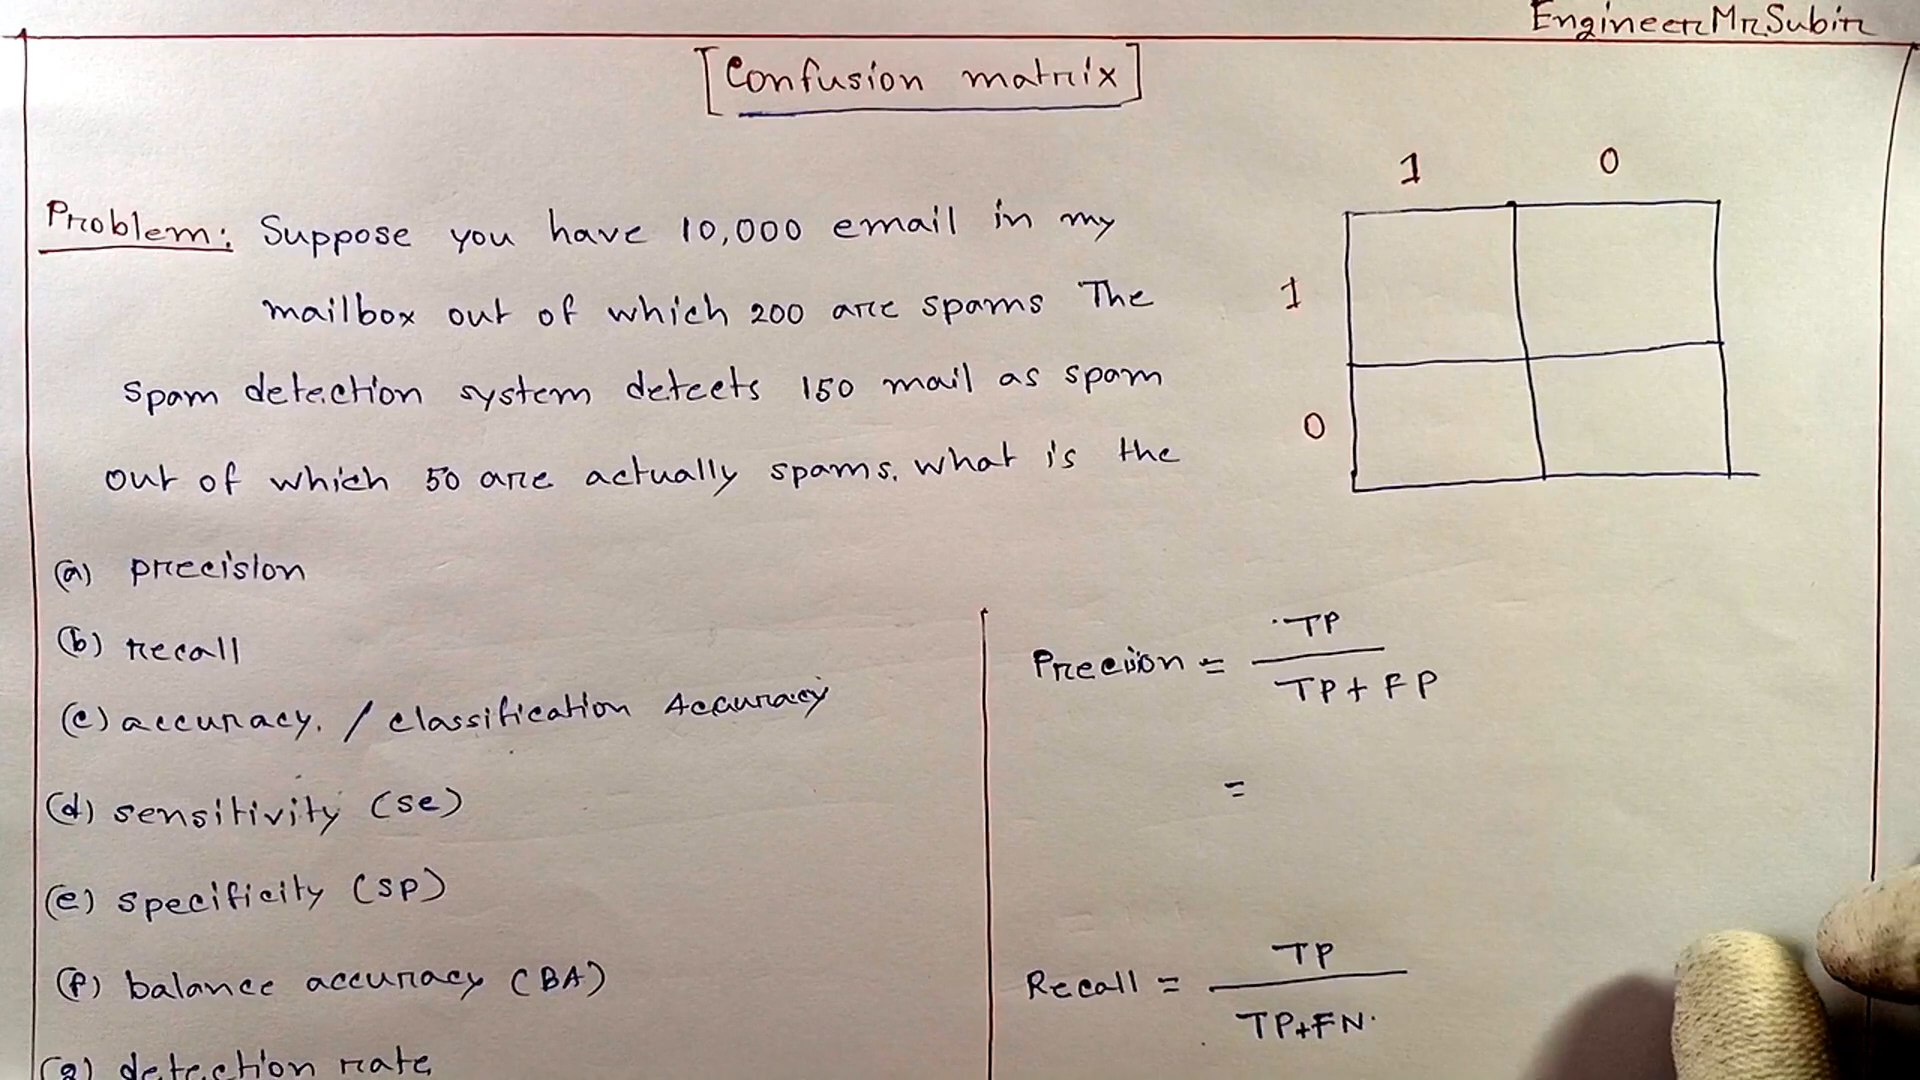 EngineerMr.Subir
[Confusion matrix]
Problem: Suppose you have 10,000 email in my
mailbox out of which 200 are spams The
spam detection system detects 150 mail as spam
out of which 50 are actually spams. What is the
(a) precision
(b) recall
(c) accuracy. / classification Accuracy
(d) sensitivity (se)
(e) specificity (sp)
(f) balance accuracy (BA)
(g) detection rate
1 0
1
0
Precision = TP
TP + FP
=
Recall = TP
TP+FN.